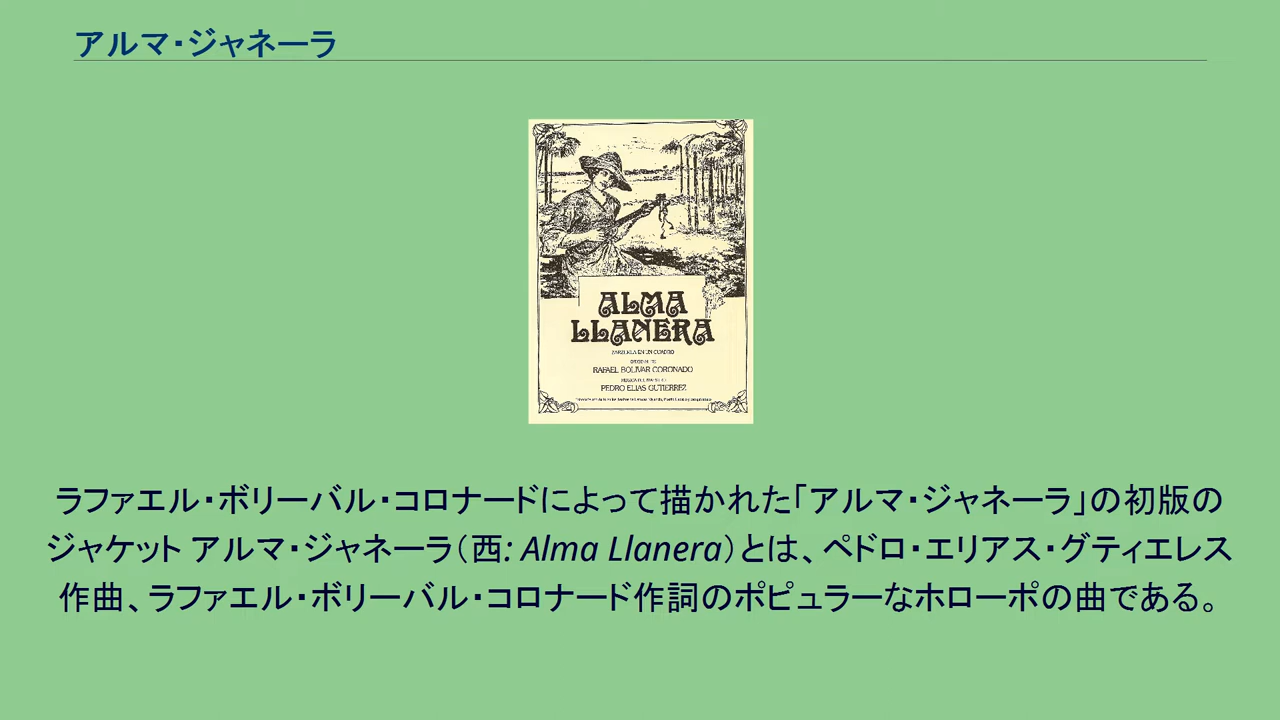 アルマ・ジャネーラ
ALMA
LLANERA
ZARZUELA EN UN CUADRO
RAFAEL BOLIVAR CORONADO
PEDRO ELIAS GUTIERREZ
ラファエル・ボリーバル・コロナードによって描かれた「アルマ・ジャネーラ」の初版の
ジャケット アルマ・ジャネーラ（西: Alma Llanera）とは、ペドロ・エリアス・グティエレス
作曲、ラファエル・ボリーバル・コロナード作詞のポピュラーなホローポの曲である。